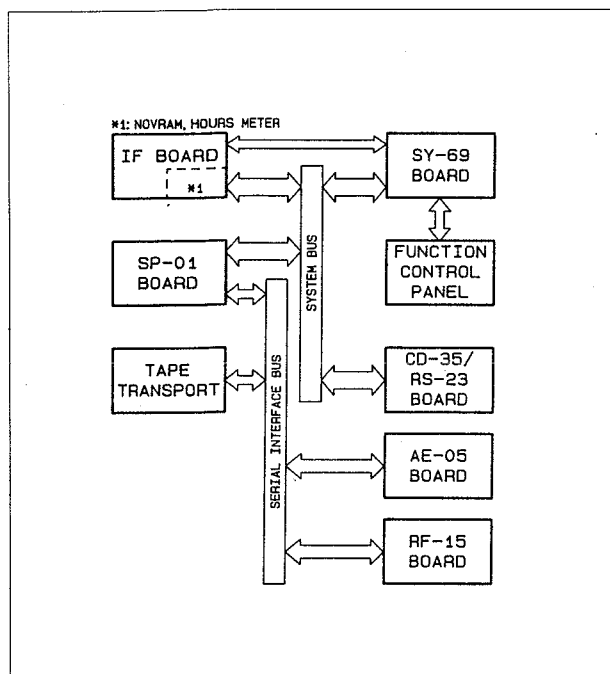 *1: NOVRAM, HOURS METER
IF BOARD
*1
SY-69
BOARD
SP-01
BOARD
SYSTEM BUS
FUNCTION
CONTROL
PANEL
TAPE
TRANSPORT
SERIAL INTERFACE BUS
CD-35/
RS-23
BOARD
AE-05
BOARD
RF-15
BOARD